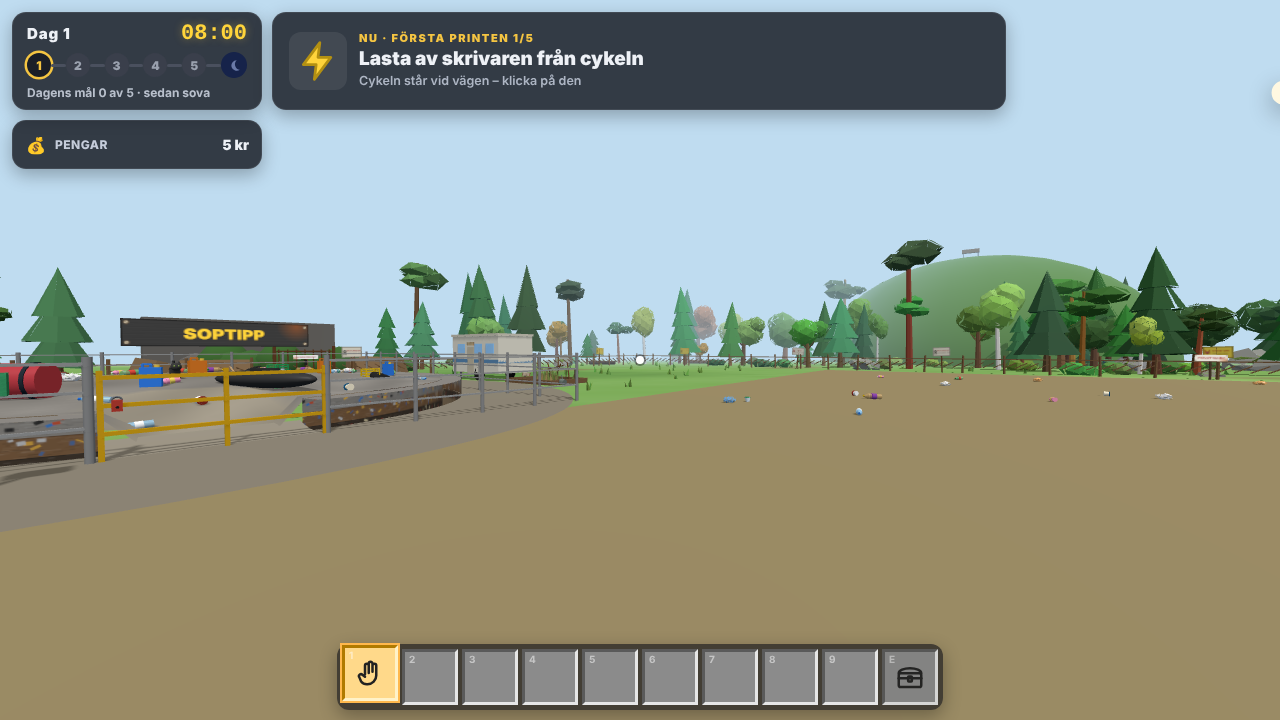 Dag 1
08:00
1
2
3
4
5
Dagens mål 0 av 5 · sedan sova
NU · FÖRSTA PRINTEN 1/5
Lasta av skrivaren från cykeln
Cykeln står vid vägen – klicka på den
PENGAR
5 kr
SOPTIPP
1
2
3
4
5
6
7
8
9
E